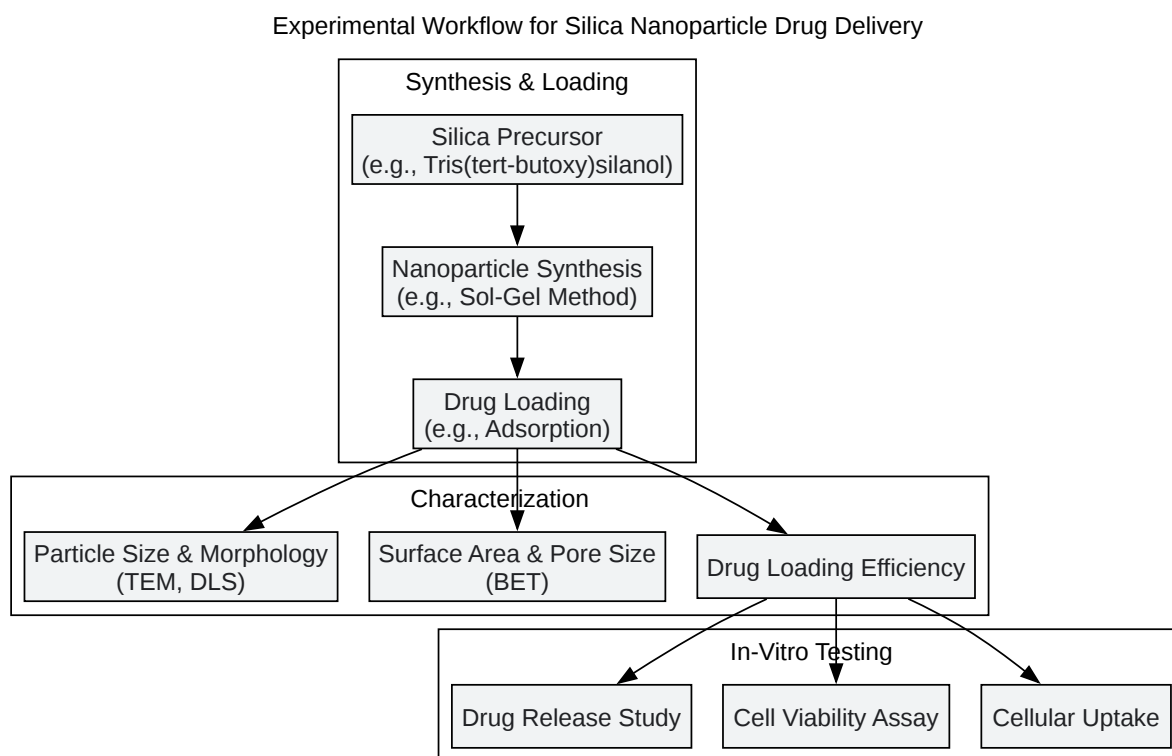 Experimental Workflow for Silica Nanoparticle Drug Delivery
Synthesis & Loading
Silica Precursor
(e.g., Tris(tert-butoxy)silanol)
Nanoparticle Synthesis
(e.g., Sol-Gel Method)
Drug Loading
(e.g., Adsorption)
Characterization
Particle Size & Morphology
(TEM, DLS)
Surface Area & Pore Size
(BET)
Drug Loading Efficiency
In-Vitro Testing
Drug Release Study
Cell Viability Assay
Cellular Uptake